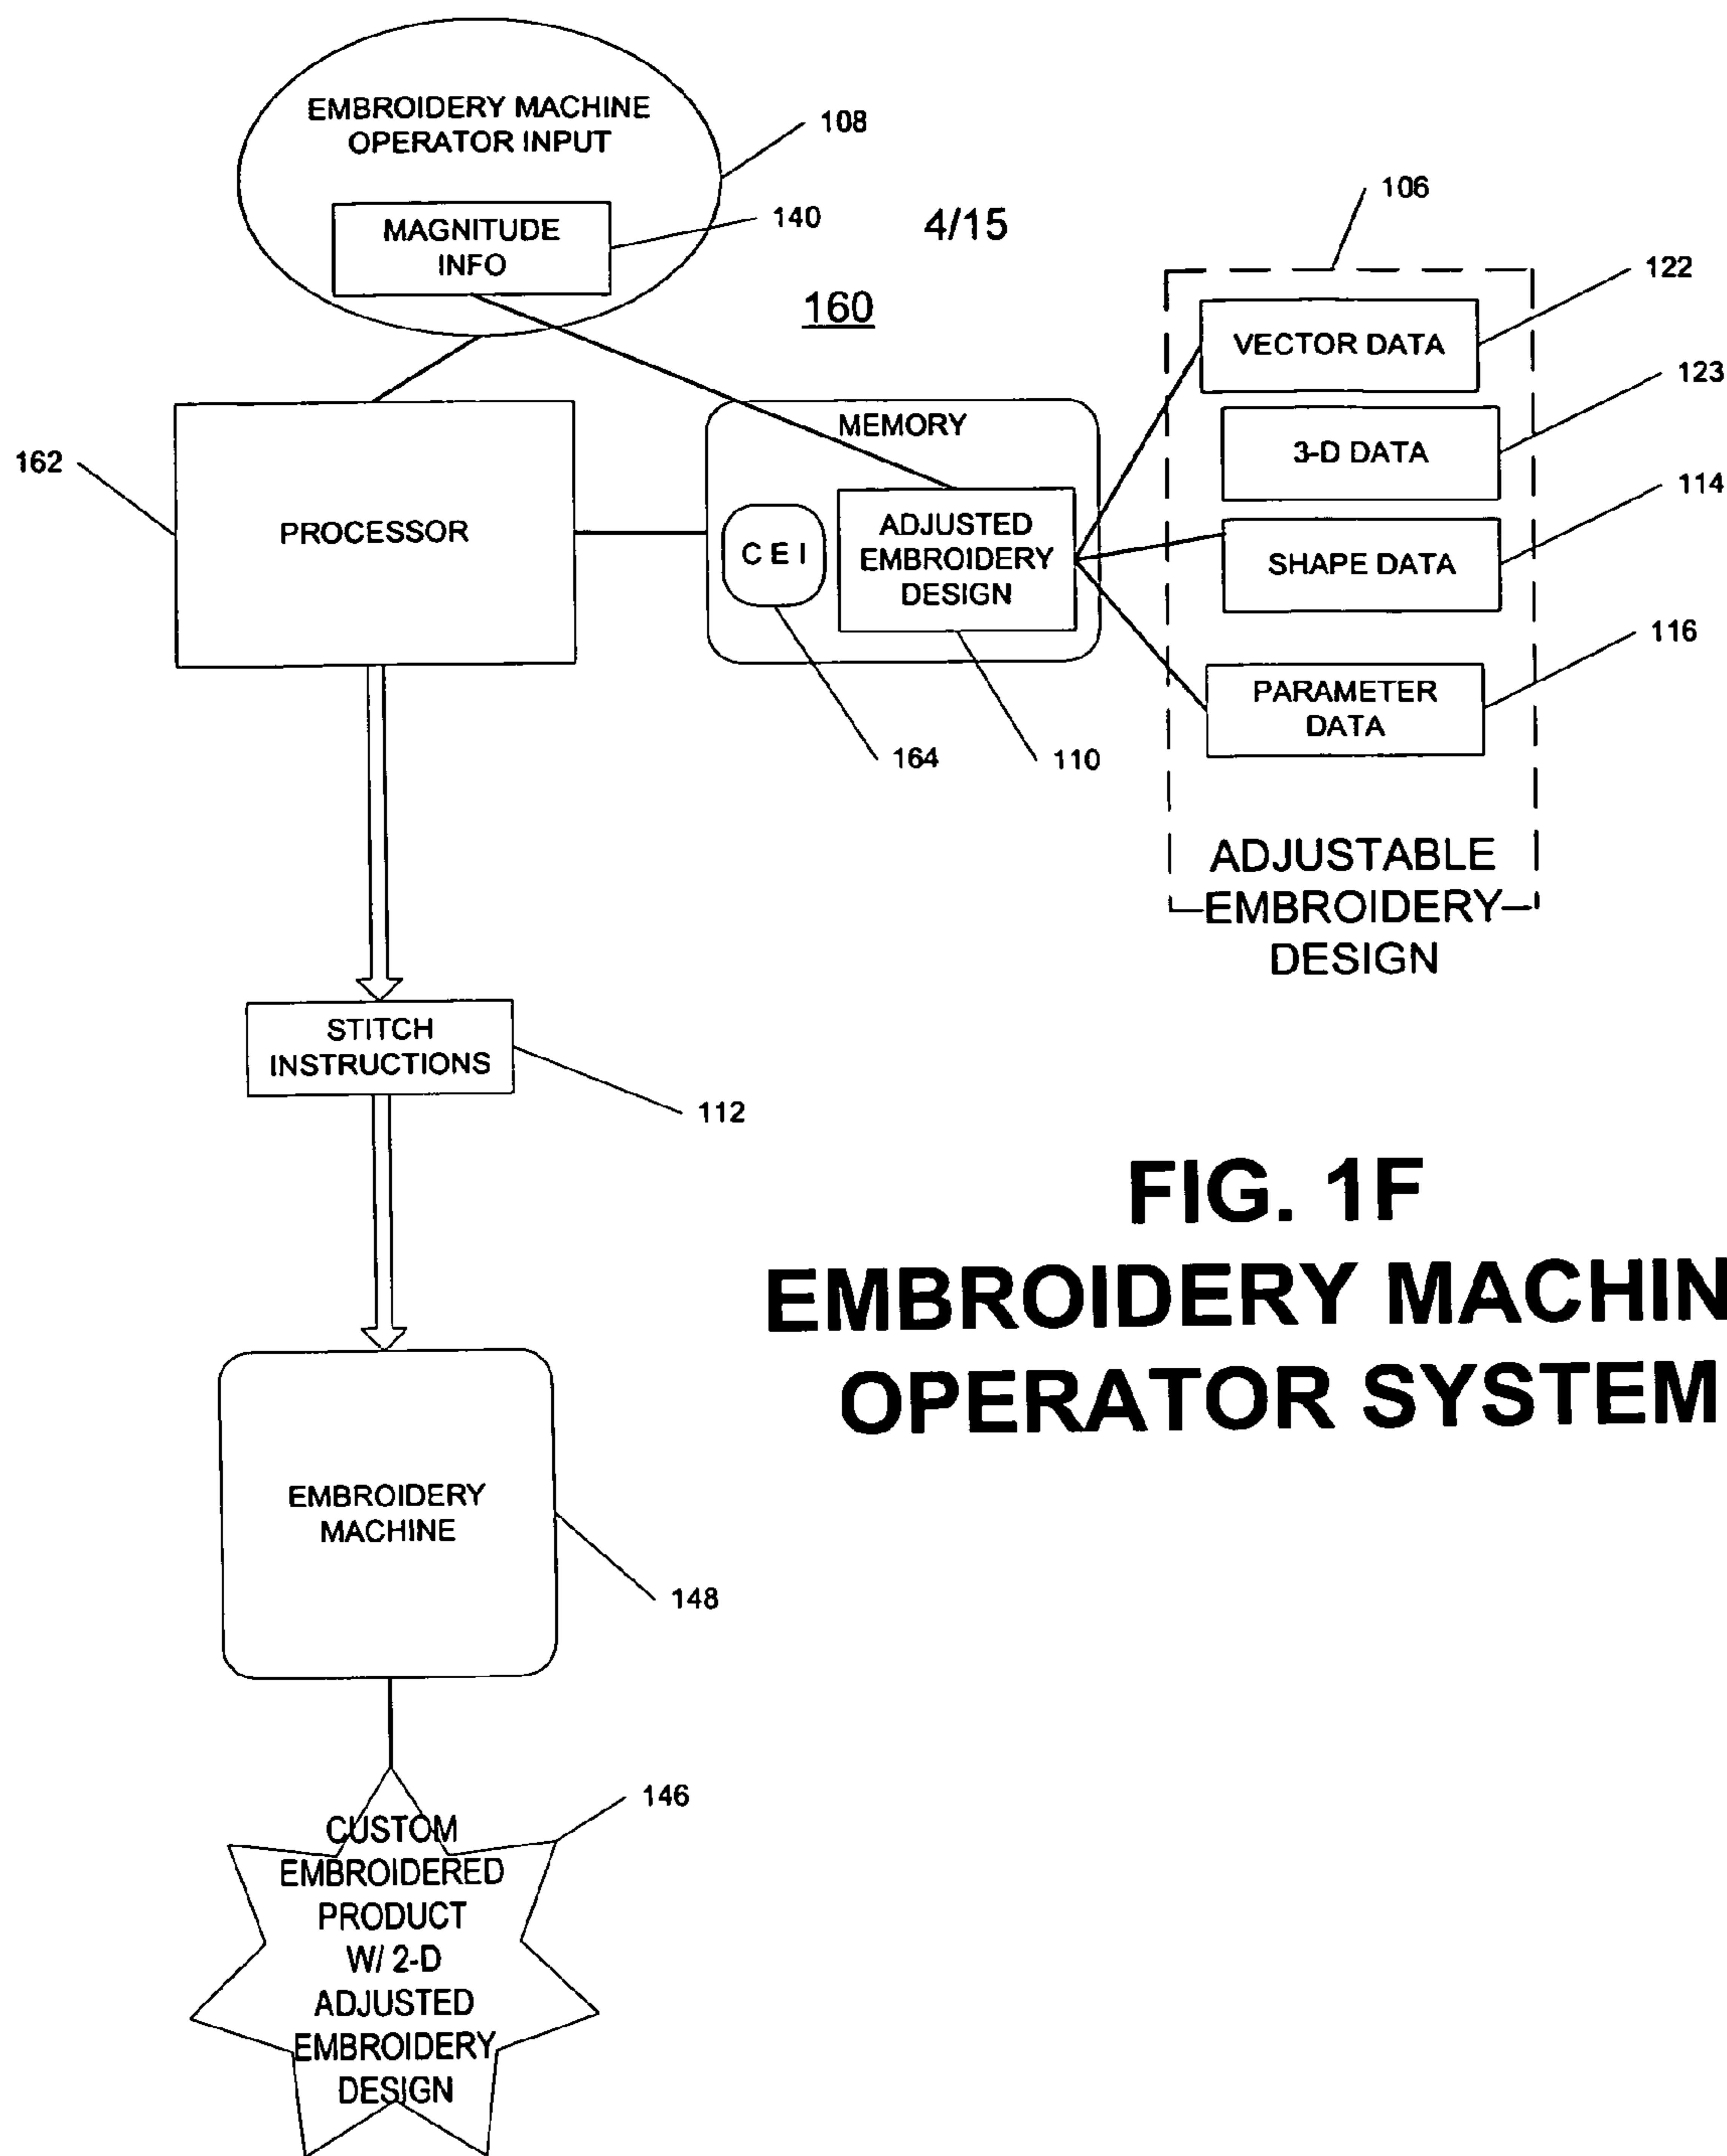 EMBROIDERY MACHINE
OPERATOR INPUT
108
MAGNITUDE
INFO
140
4/15
160
106
VECTOR DATA
122
3-D DATA
123
SHAPE DATA
114
PARAMETER
DATA
116
ADJUSTABLE
EMBROIDERY
DESIGN
162
PROCESSOR
MEMORY
C E I
ADJUSTED
EMBROIDERY
DESIGN
164
110
STITCH
INSTRUCTIONS
112
FIG. 1F
EMBROIDERY MACHIN
OPERATOR SYSTEM
EMBROIDERY
MACHINE
148
146
CUSTOM
EMBROIDERED
PRODUCT
W/ 2-D
ADJUSTED
EMBROIDERY
DESIGN